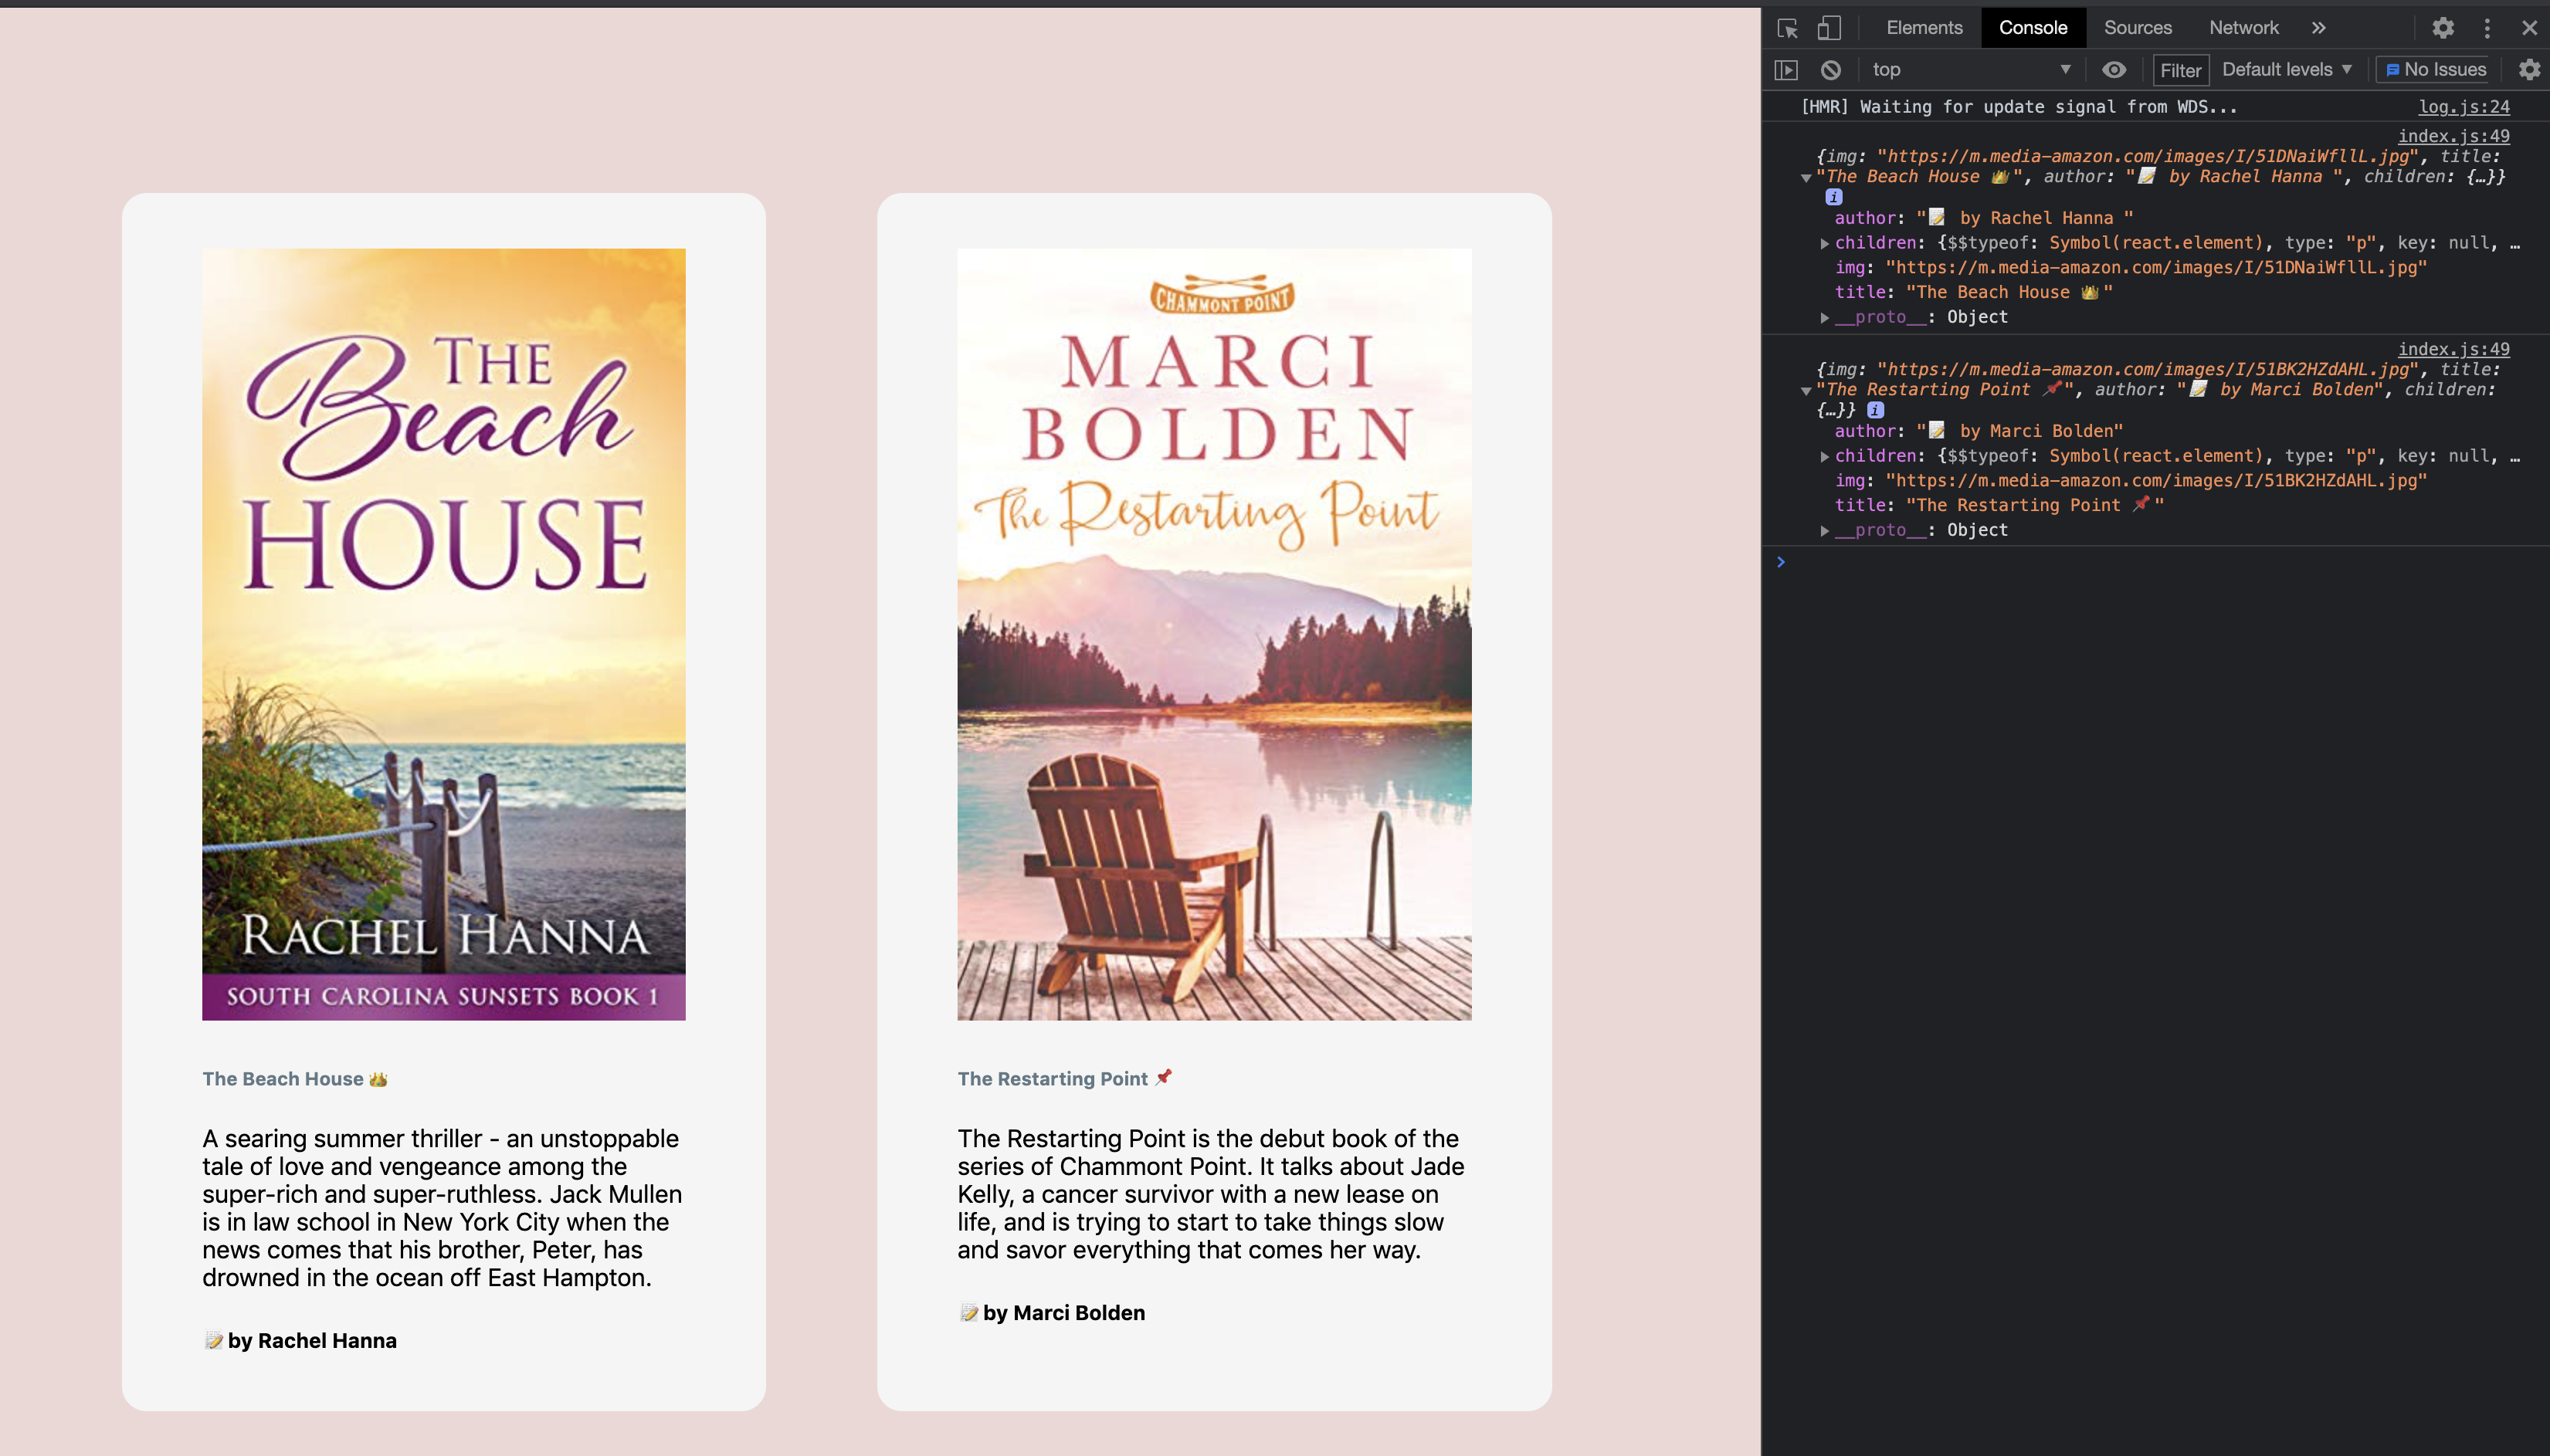 THE
Beach
HOUSE
RACHEL HANNA
SOUTH CAROLINA SUNSETS BOOK 1
The Beach House 👑
A searing summer thriller - an unstoppable
tale of love and vengeance among the
super-rich and super-ruthless. Jack Mullen
is in law school in New York City when the
news comes that his brother, Peter, has
drowned in the ocean off East Hampton.
📝 by Rachel Hanna
CHAMMONT POINT
MARCI
BOLDEN
The Restarting Point
The Restarting Point 📌
The Restarting Point is the debut book of the
series of Chammont Point. It talks about Jade
Kelly, a cancer survivor with a new lease on
life, and is trying to start to take things slow
and savor everything that comes her way.
📝 by Marci Bolden
Elements Console Sources Network »
top ▼ Filter Default levels ▼ No Issues
[HMR] Waiting for update signal from WDS... log.js:24
index.js:49
{img: "https://m.media-amazon.com/images/I/51DNaiWfllL.jpg", title:
▼"The Beach House 👑", author: "📝 by Rachel Hanna ", children: {…}}
i
author: "📝 by Rachel Hanna "
▶children: {$$typeof: Symbol(react.element), type: "p", key: null, …
img: "https://m.media-amazon.com/images/I/51DNaiWfllL.jpg"
title: "The Beach House 👑"
▶__proto__: Object
index.js:49
{img: "https://m.media-amazon.com/images/I/51BK2HZdAHL.jpg", title:
▼"The Restarting Point 📌", author: "📝 by Marci Bolden", children:
{…}} i
author: "📝 by Marci Bolden"
▶children: {$$typeof: Symbol(react.element), type: "p", key: null, …
img: "https://m.media-amazon.com/images/I/51BK2HZdAHL.jpg"
title: "The Restarting Point 📌"
▶__proto__: Object
>